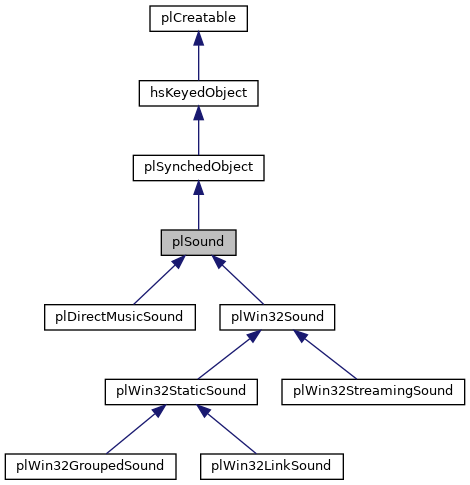 plCreatable
hsKeyedObject
plSynchedObject
plSound
plDirectMusicSound
plWin32Sound
plWin32StaticSound
plWin32StreamingSound
plWin32GroupedSound
plWin32LinkSound